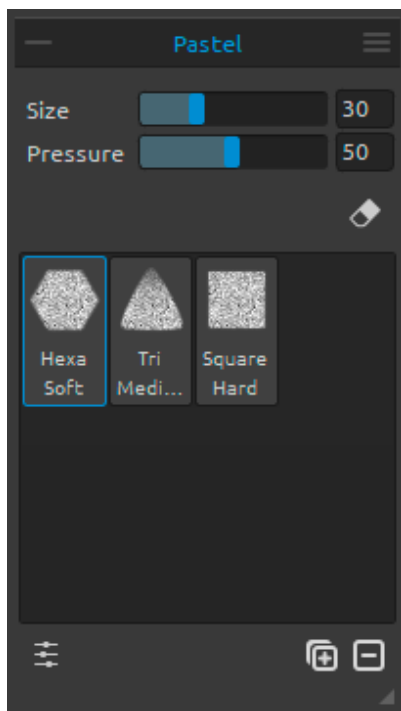 Pastel
Size 30
Pressure 50
Hexa Tri Square
Soft Medi... Hard